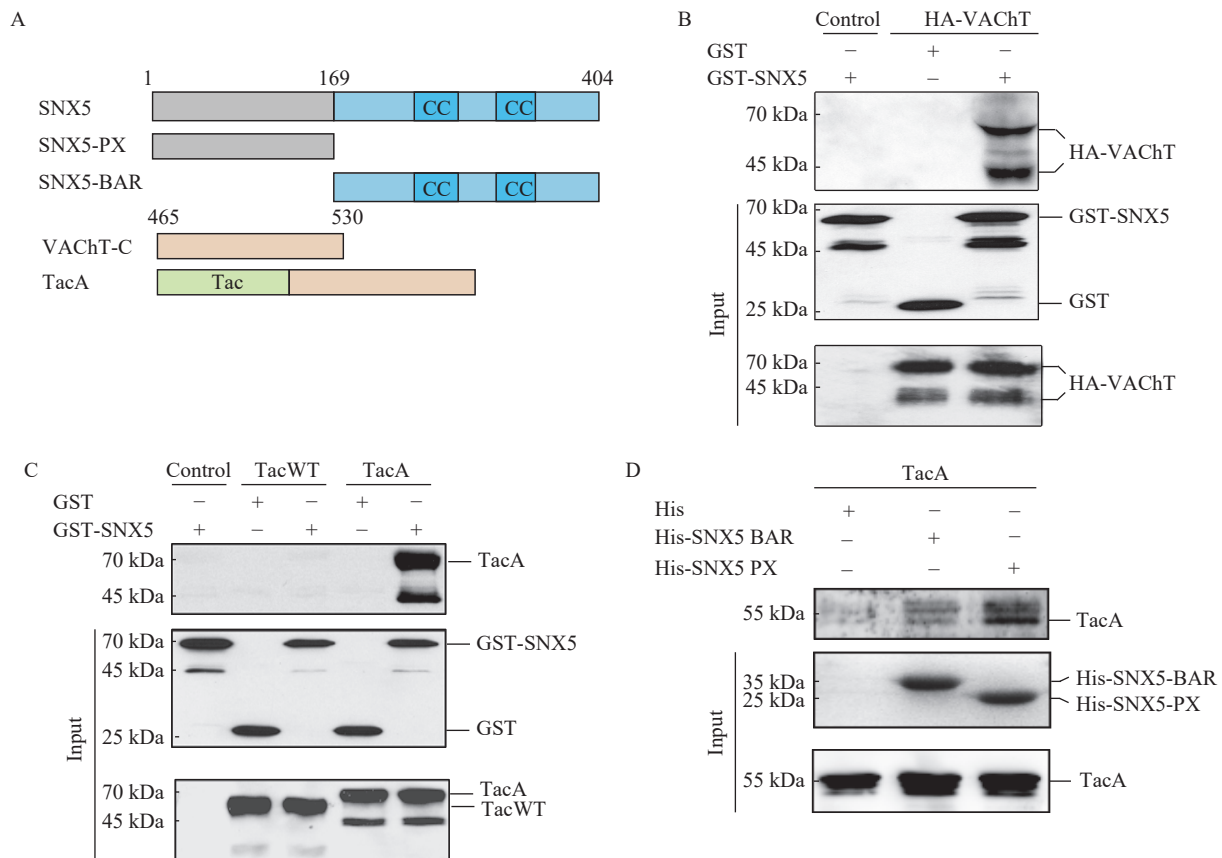 A
1 169 404
SNX5 CC CC
SNX5-PX
SNX5-BAR CC CC
465 530
VAChT-C
TacA Tac
B
Control HA-VAChT
GST − + −
GST-SNX5 + − +
70 kDa
45 kDa
HA-VAChT
Input
70 kDa
45 kDa
25 kDa
GST-SNX5
GST
70 kDa
45 kDa
HA-VAChT
C
Control TacWT TacA
GST − + − + −
GST-SNX5 + − + − +
70 kDa
45 kDa
TacA
Input
70 kDa
45 kDa
25 kDa
GST-SNX5
GST
70 kDa
45 kDa
TacA
TacWT
D
TacA
His + − −
His-SNX5 BAR − + −
His-SNX5 PX − − +
55 kDa
TacA
Input
35 kDa
25 kDa
His-SNX5-BAR
His-SNX5-PX
55 kDa
TacA